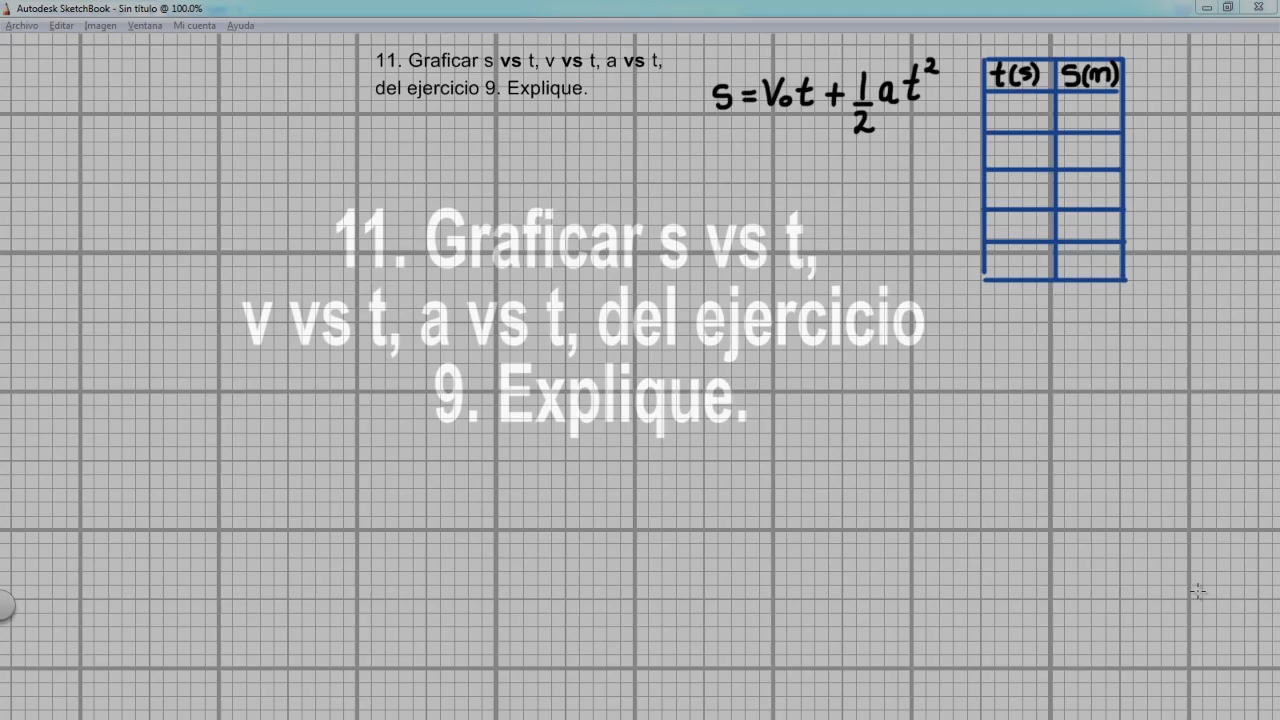 Autodesk SketchBook - Sin título @ 100.0%
Archivo Editar Imagen Ventana Mi cuenta Ayuda
11. Graficar s vs t, v vs t, a vs t,
del ejercicio 9. Explique.
s = V₀t + 1/2 at²
t(s) S(m)
11. Graficar s vs t,
v vs t, a vs t, del ejercicio
9. Explique.